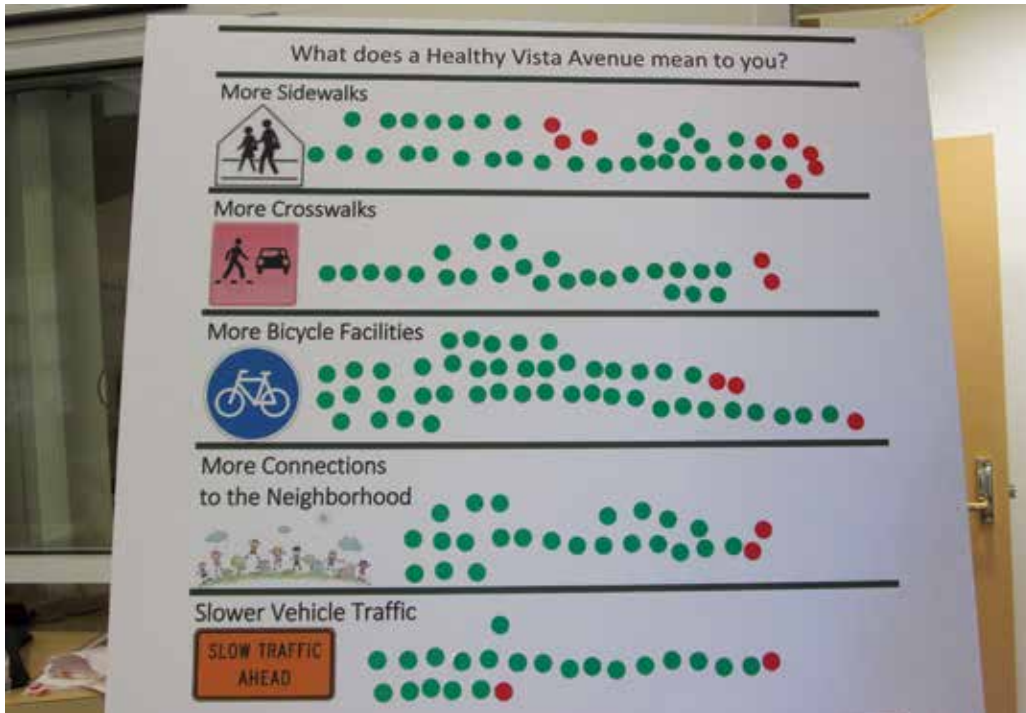 What does a Healthy Vista Avenue mean to you?
More Sidewalks
More Crosswalks
More Bicycle Facilities
More Connections
to the Neighborhood
Slower Vehicle Traffic
SLOW TRAFFIC
AHEAD